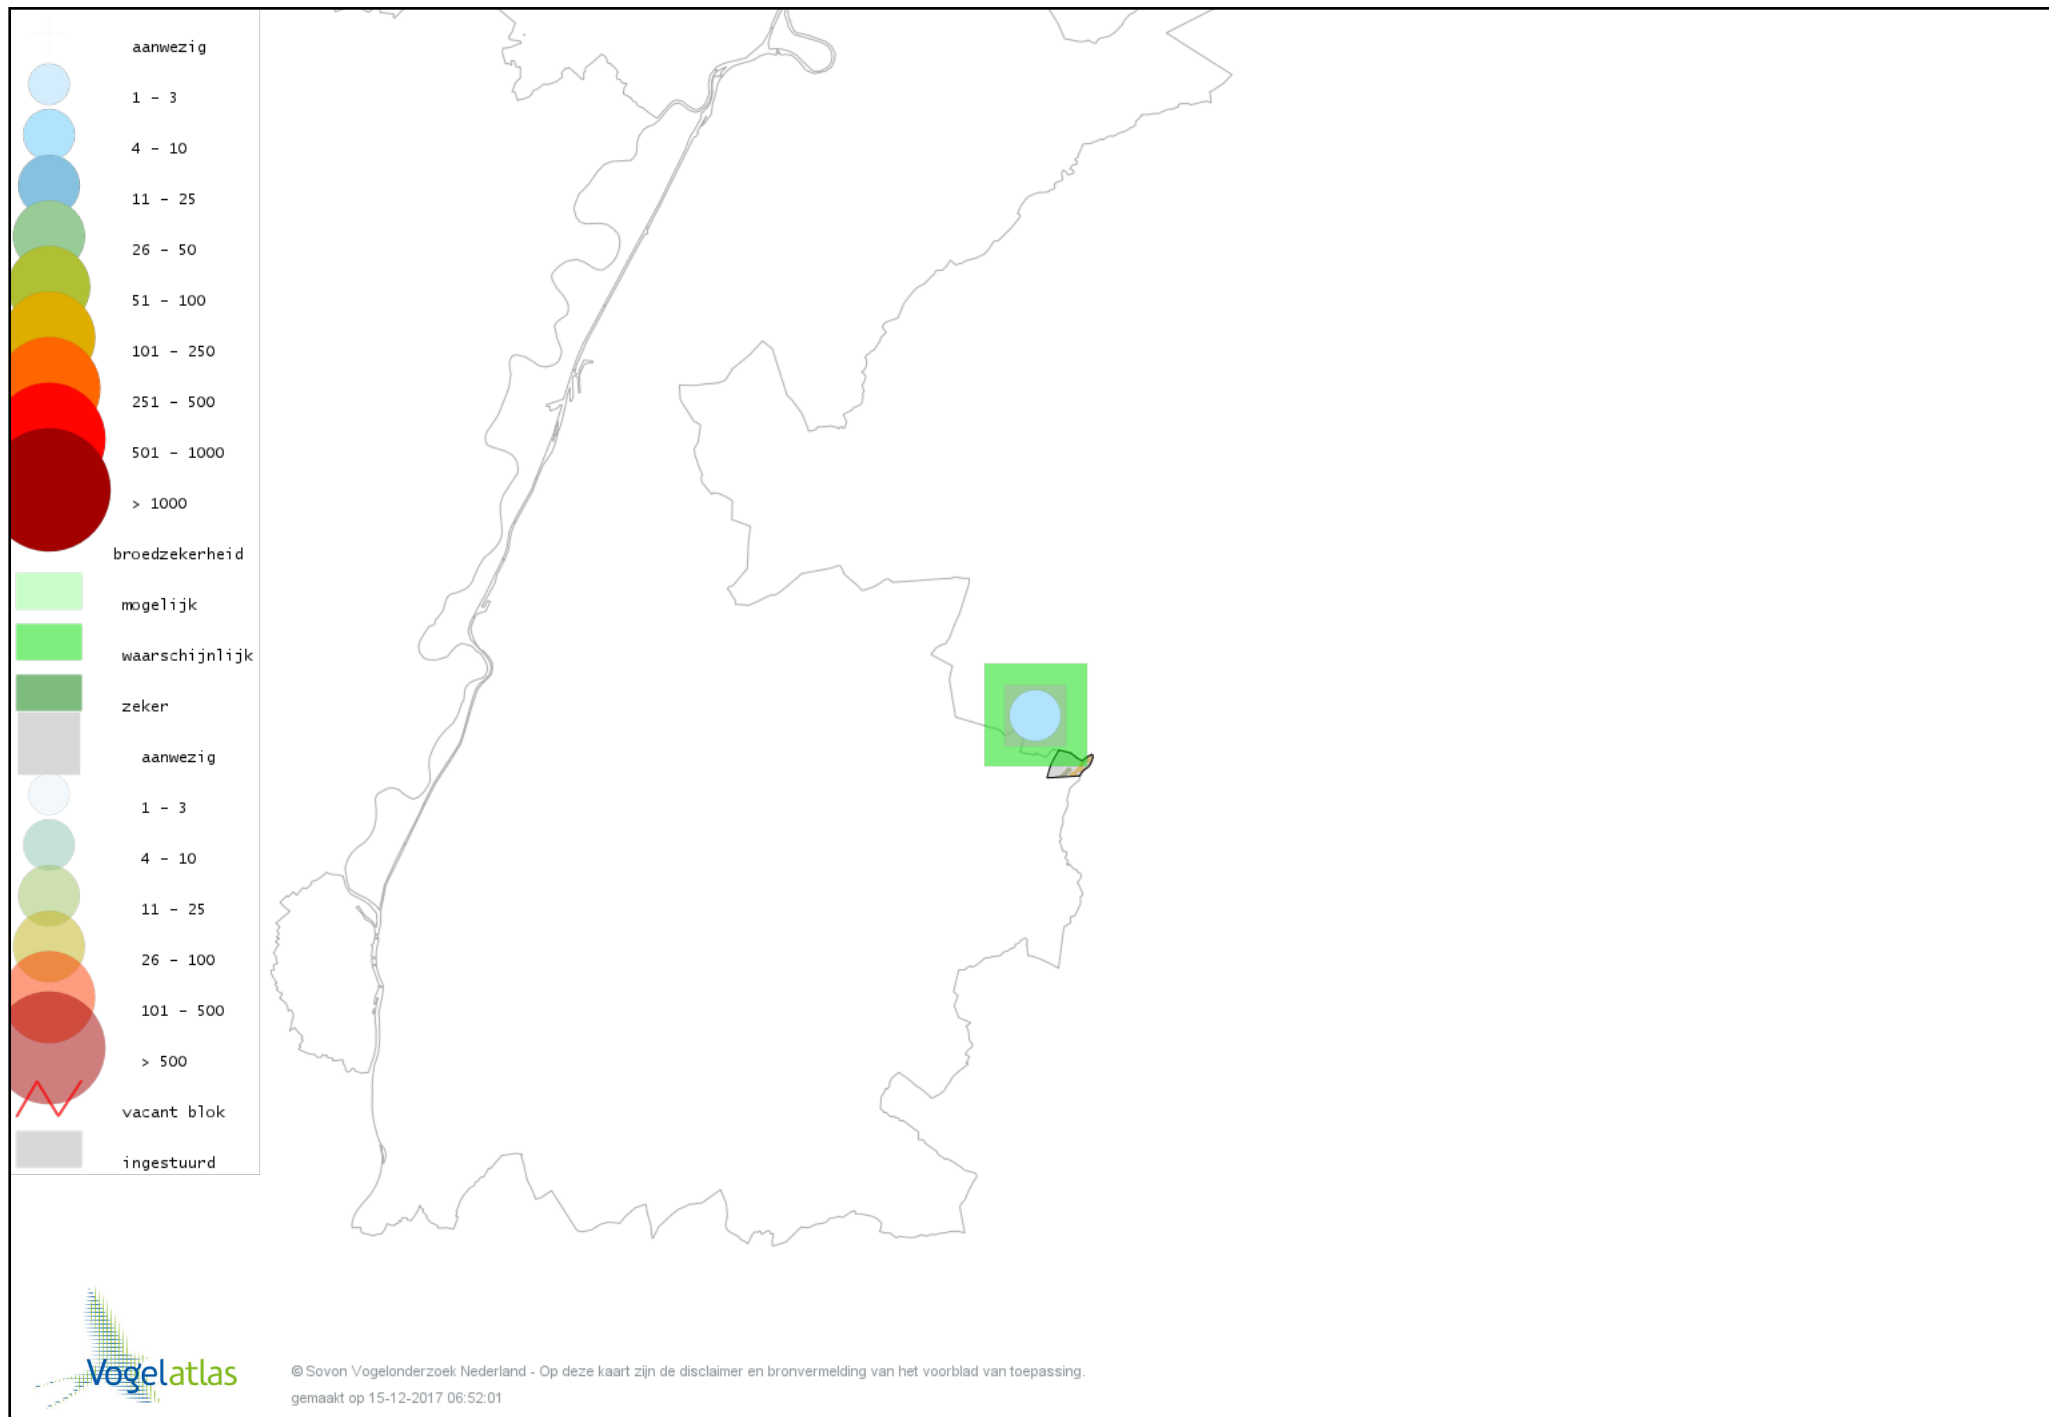 aanwezig
1 - 3
4 - 10
11 - 25
26 - 50
51 - 100
101 - 250
251 - 500
501 - 1000
> 1000
broedzekerheid
mogelijk
waarschijnlijk
zeker
aanwezig
1 - 3
4 - 10
11 - 25
26 - 100
101 - 500
> 500
vacant blok
ingestuurd
Vogelatlas
© Sovon Vogelonderzoek Nederland - Op deze kaart zijn de disclaimer en bronvermelding van het voorblad van toepassing.
gemaakt op 15-12-2017 06:52:01